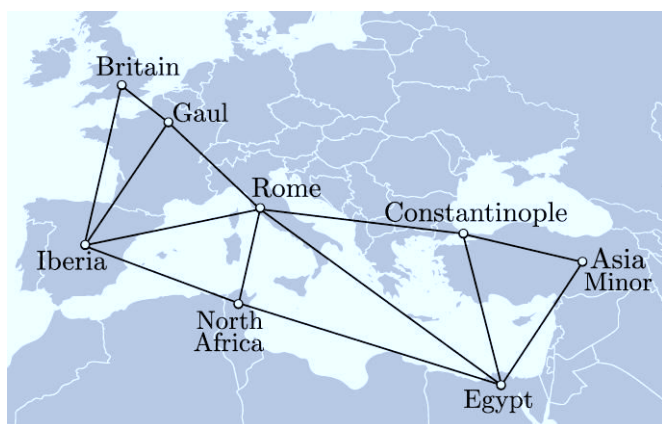 Britain
Gaul
Rome
Constantinople
Iberia
Asia
Minor
North
Africa
Egypt